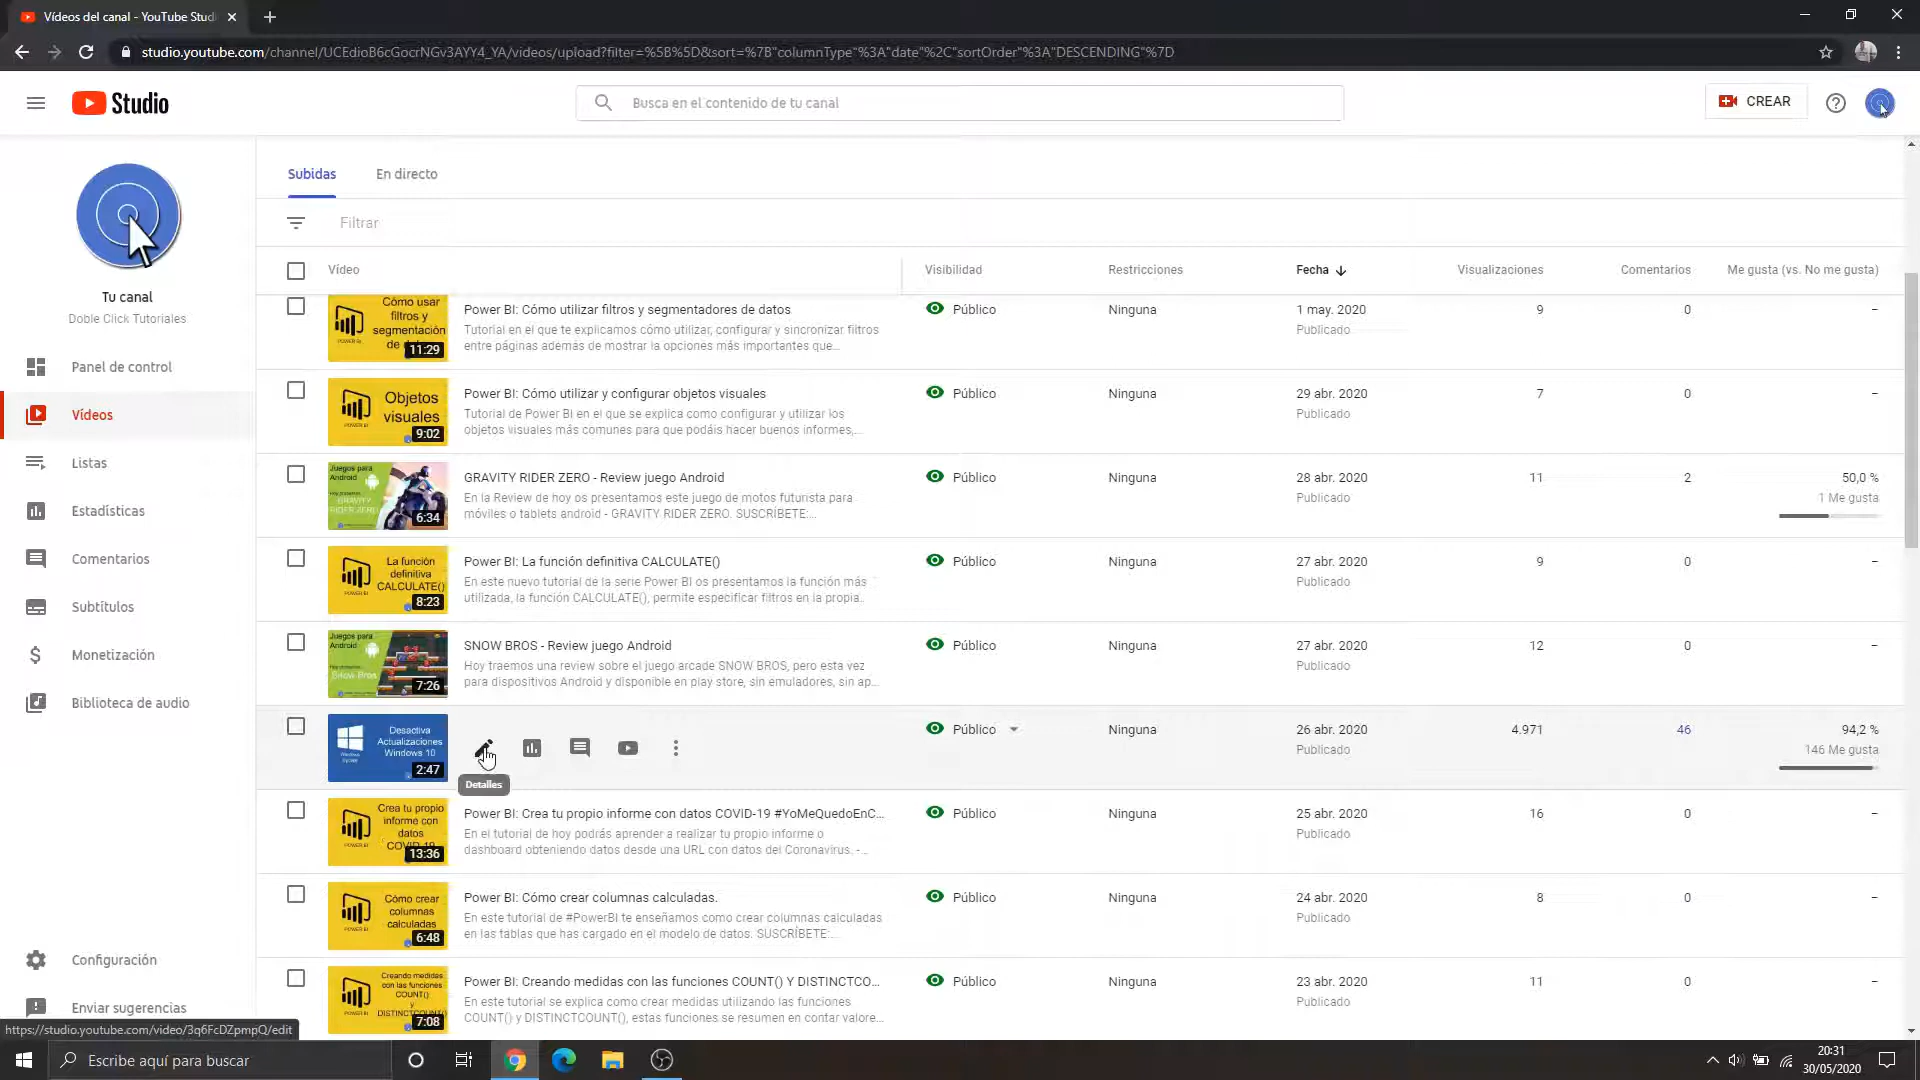 Vídeos del canal - YouTube Stud
studio.youtube.com/channel/UCEdioB6cGocrNGv3AYY4_YA/videos/upload?filter=%5B%5D&sort=%7B"columnType"%3A"date"%2C"sortOrder"%3A"DESCENDING"%7D
Studio
Busca en el contenido de tu canal
CREAR
Tu canal
Doble Click Tutoriales
Panel de control
Vídeos
Listas
Estadísticas
Comentarios
Subtítulos
Monetización
Biblioteca de audio
Configuración
Enviar sugerencias
Subidas En directo
Filtrar
Vídeo Visibilidad Restricciones Fecha Visualizaciones Comentarios Me gusta (vs. No me gusta)
Cómo usar
filtros y
segmentación
de
11:29
Power BI: Cómo utilizar filtros y segmentadores de datos
Tutorial en el que te explicamos cómo utilizar, configurar y sincronizar filtros
entre páginas además de mostrar la opciones más importantes que...
Público Ninguna 1 may. 2020 9 0 –
Publicado
Objetos
visuales
POWER BI
9:02
Power BI: Cómo utilizar y configurar objetos visuales
Tutorial de Power BI en el que se explica como configurar y utilizar los
objetos visuales más comunes para que podáis hacer buenos informes,...
Público Ninguna 29 abr. 2020 7 0 –
Publicado
Juegos para
Android
GRAVITY
RIDER ZERO
6:34
GRAVITY RIDER ZERO - Review juego Android
En la Review de hoy os presentamos este juego de motos futurista para
móviles o tablets android - GRAVITY RIDER ZERO. SUSCRÍBETE:...
Público Ninguna 28 abr. 2020 11 2 50,0 %
Publicado 1 Me gusta
La función
definitiva
CALCULATE()
POWER BI
8:23
Power BI: La función definitiva CALCULATE()
En este nuevo tutorial de la serie Power BI os presentamos la función más
utilizada, la función CALCULATE(), permite especificar filtros en la propia...
Público Ninguna 27 abr. 2020 9 0 –
Publicado
Juegos para
Android
Snow Bros
7:26
SNOW BROS - Review juego Android
Hoy traemos una review sobre el juego arcade SNOW BROS, pero esta vez
para dispositivos Android y disponible en play store, sin emuladores, sin ap...
Público Ninguna 27 abr. 2020 12 0 –
Publicado
Desactiva
Actualizaciones
Windows 10
2:47
Detalles
Público Ninguna 26 abr. 2020 4.971 46 94,2 %
Publicado 146 Me gusta
Crea tu propio
informe con
datos
COVID-19
POWER BI
13:36
Power BI: Crea tu propio informe con datos COVID-19 #YoMeQuedoEnC...
En el tutorial de hoy podrás aprender a realizar tu propio informe o
dashboard obteniendo datos desde una URL con datos del Coronavirus. -...
Público Ninguna 25 abr. 2020 16 0 –
Publicado
Cómo crear
columnas
calculadas
POWER BI
6:48
Power BI: Cómo crear columnas calculadas.
En este tutorial de #PowerBI te enseñamos como crear columnas calculadas
en las tablas que has cargado en el modelo de datos. SUSCRÍBETE:...
Público Ninguna 24 abr. 2020 8 0 –
Publicado
Creando medidas
con las funciones
COUNT()
Y
DISTINCTCOUNT()
POWER BI
7:08
Power BI: Creando medidas con las funciones COUNT() Y DISTINCTCO...
En este tutorial se explica como crear medidas utilizando las funciones
COUNT() y DISTINCTCOUNT(), estas funciones se resumen en contar valore...
Público Ninguna 23 abr. 2020 11 0 –
Publicado
https://studio.youtube.com/video/3q6FcDZpmpQ/edit
Escribe aquí para buscar
20:31
30/05/2020